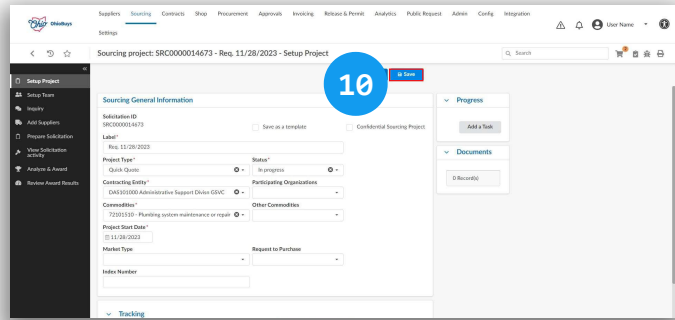 Suppliers Sourcing Contracts Shop Procurement Approvals Invoicing Release & Permit Analytics Public Request Admin Config Integration
Ohio OhioBuys
User Name
Settings
Sourcing project: SRC0000014673 - Req. 11/28/2023 - Setup Project
Search
10
Save
Setup Project
Setup Team
Inquiry
Add Suppliers
Prepare Solicitation
View Solicitation activity
Analyze & Award
Review Award Results
Sourcing General Information
Solicitation ID
SRC0000014673
Save as a template
Confidential Sourcing Project
Label*
Req. 11/28/2023
Project Type*
Status*
Quick Quote
In progress
Contracting Entity*
Participating Organizations
DAS101000 Administrative Support Divisn GSVC
Commodities*
Other Commodities
72101510 - Plumbing system maintenance or repair
Project Start Date*
11/28/2023
Market Type
Request to Purchase
Index Number
Tracking
Progress
Add a Task
Documents
0 Record(s)